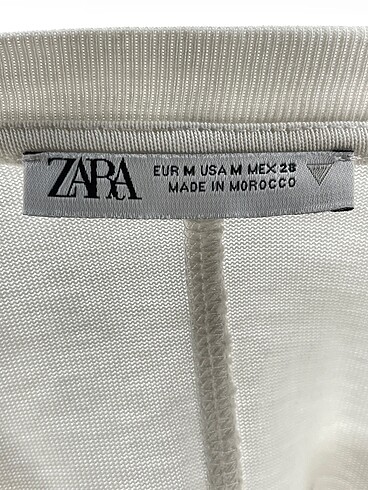 ZARA
EUR M USA M MEX 28
MADE IN MOROCCO